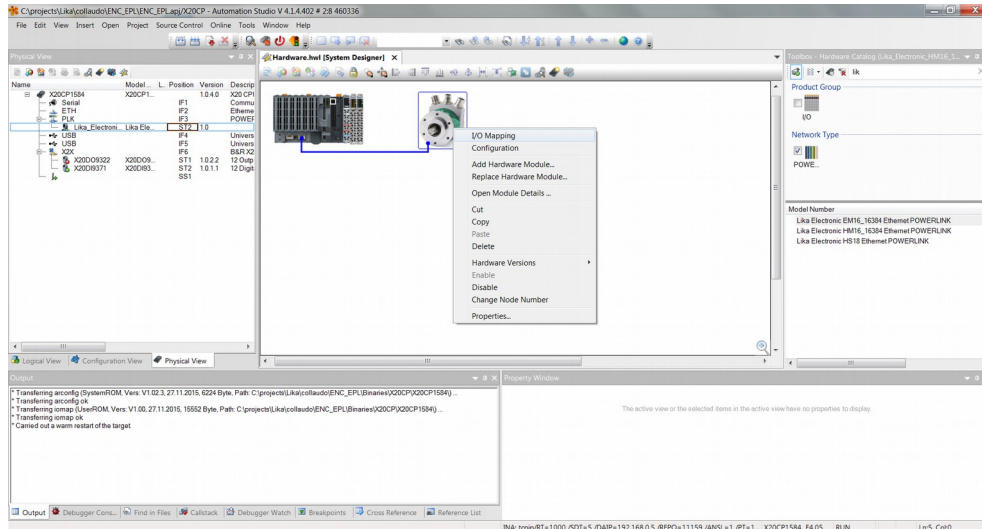 C:\projects\Lika\collaudo\ENC_EPL\ENC_EPL.apj/X20CP - Automation Studio V 4.1.4.402 # 2:8 460336
File Edit View Insert Open Project Source Control Online Tools Window Help
Physical View
Name Model... L. Position Version Descrip
X20CP1584 X20CP1... 1.0.4.0 X20 CPU
Serial IF1 Commu
ETH IF2 Etherne
PLK IF3 POWER
Lika_Electroni... Lika Ele... ST2 1.0
USB IF4 Univers
USB IF5 Univers
X2X IF6 B&R X2
X20DO9322 X20DO9... ST1 1.0.2.2 12 Outp
X20DI9371 X20DI93... ST2 1.0.1.1 12 Digit
SS1
Logical View Configuration View Physical View
Hardware.hwl [System Designer] X
I/O Mapping
Configuration
Add Hardware Module...
Replace Hardware Module...
Open Module Details ...
Cut
Copy
Paste
Delete
Hardware Versions
Enable
Disable
Change Node Number
Properties...
Toolbox - Hardware Catalog (Lika_Electronic_HM16_1...
lik
Product Group
I/O
Network Type
POWE...
Model Number
Lika Electronic EM16_16384 Ethernet POWERLINK
Lika Electronic HM16_16384 Ethernet POWERLINK
Lika Electronic HS18 Ethernet POWERLINK
Output
* Transferring arconfig (SystemROM, Vers: V1.02.3, 27.11.2015, 6224 Byte, Path: C:\projects\Lika\collaudo\ENC_EPL\Binaries\X20CP\X20CP1584\) ...
* Transferring arconfig ok
* Transferring iomap (UserROM, Vers: V1.00, 27.11.2015, 15552 Byte, Path: C:\projects\Lika\collaudo\ENC_EPL\Binaries\X20CP\X20CP1584\) ...
* Transferring iomap ok
* Carried out a warm restart of the target
Output Debugger Cons... Find in Files Callstack Debugger Watch Breakpoints Cross Reference Reference List
Property Window
The active view or the selected items in the active view have no properties to display.
INA: tcpip/RT=1000 /SDT=5 /DAIP=192.168.0.5 /REPO=11159 /ANSL=1 /PT=1... X20CP1584 F4.05 RUN Ln:5, Col:0